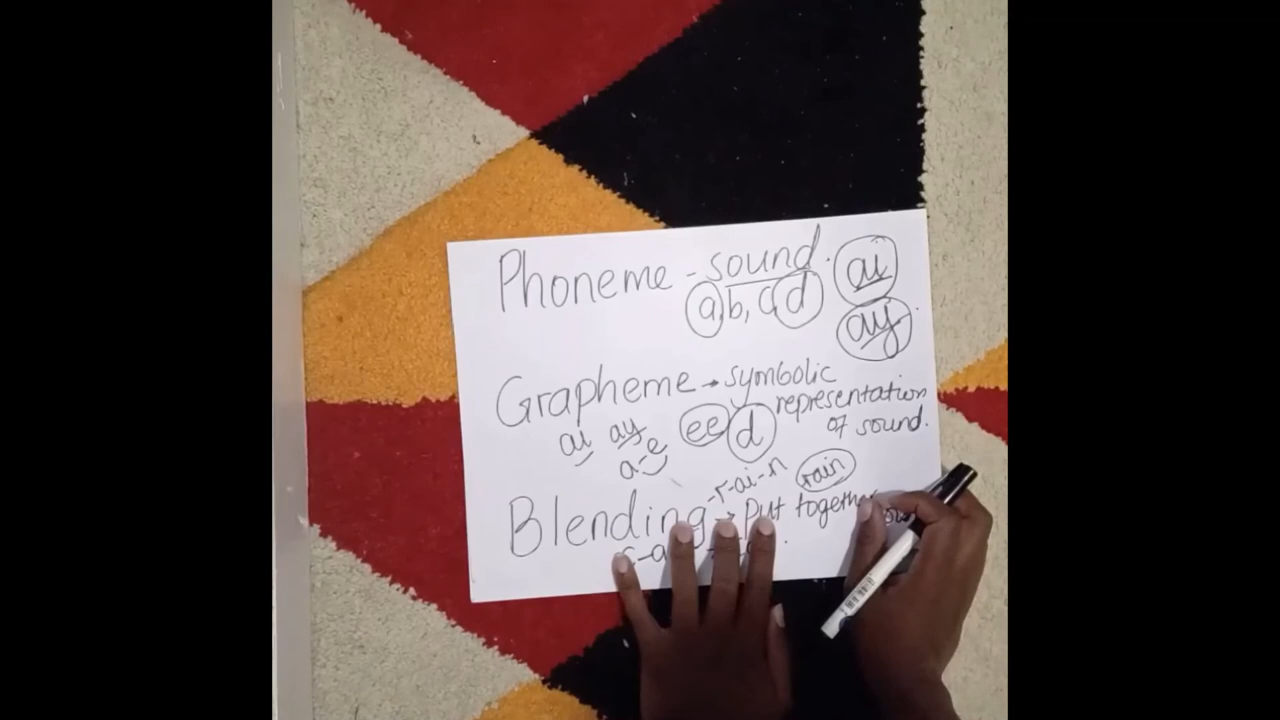 Phoneme - sound. ai
a, b, c, d ay
Grapheme → symbolic
representation
of sound.
ai ay ee d
a-e
-r-ai-n rain
Blending → Put together